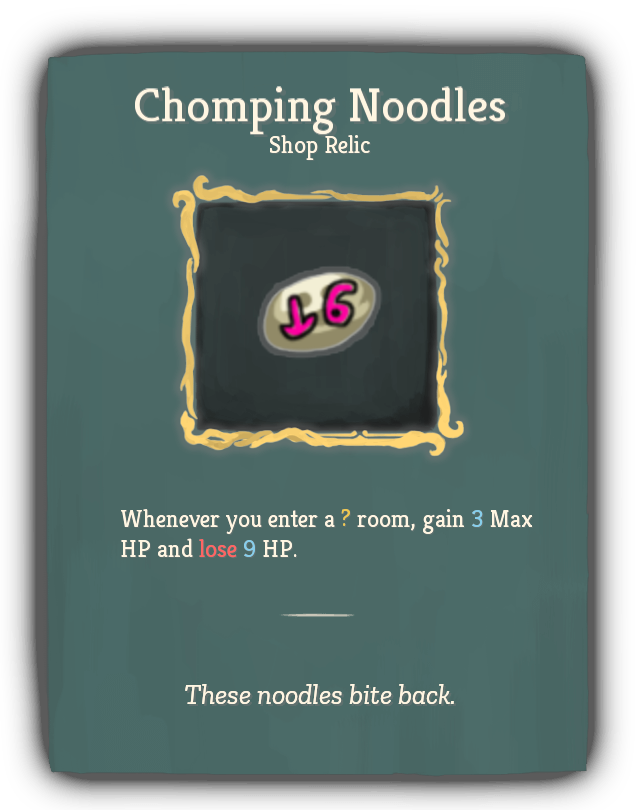 Chomping Noodles
Shop Relic
Whenever you enter a ? room, gain 3 Max
HP and lose 9 HP.
These noodles bite back.